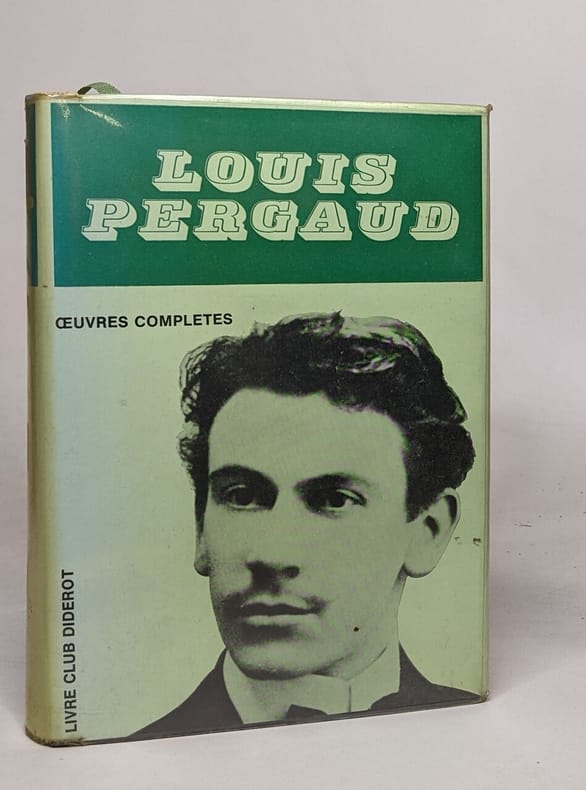 LOUIS
PERGAUD
ŒUVRES COMPLETES
LIVRE CLUB DIDEROT